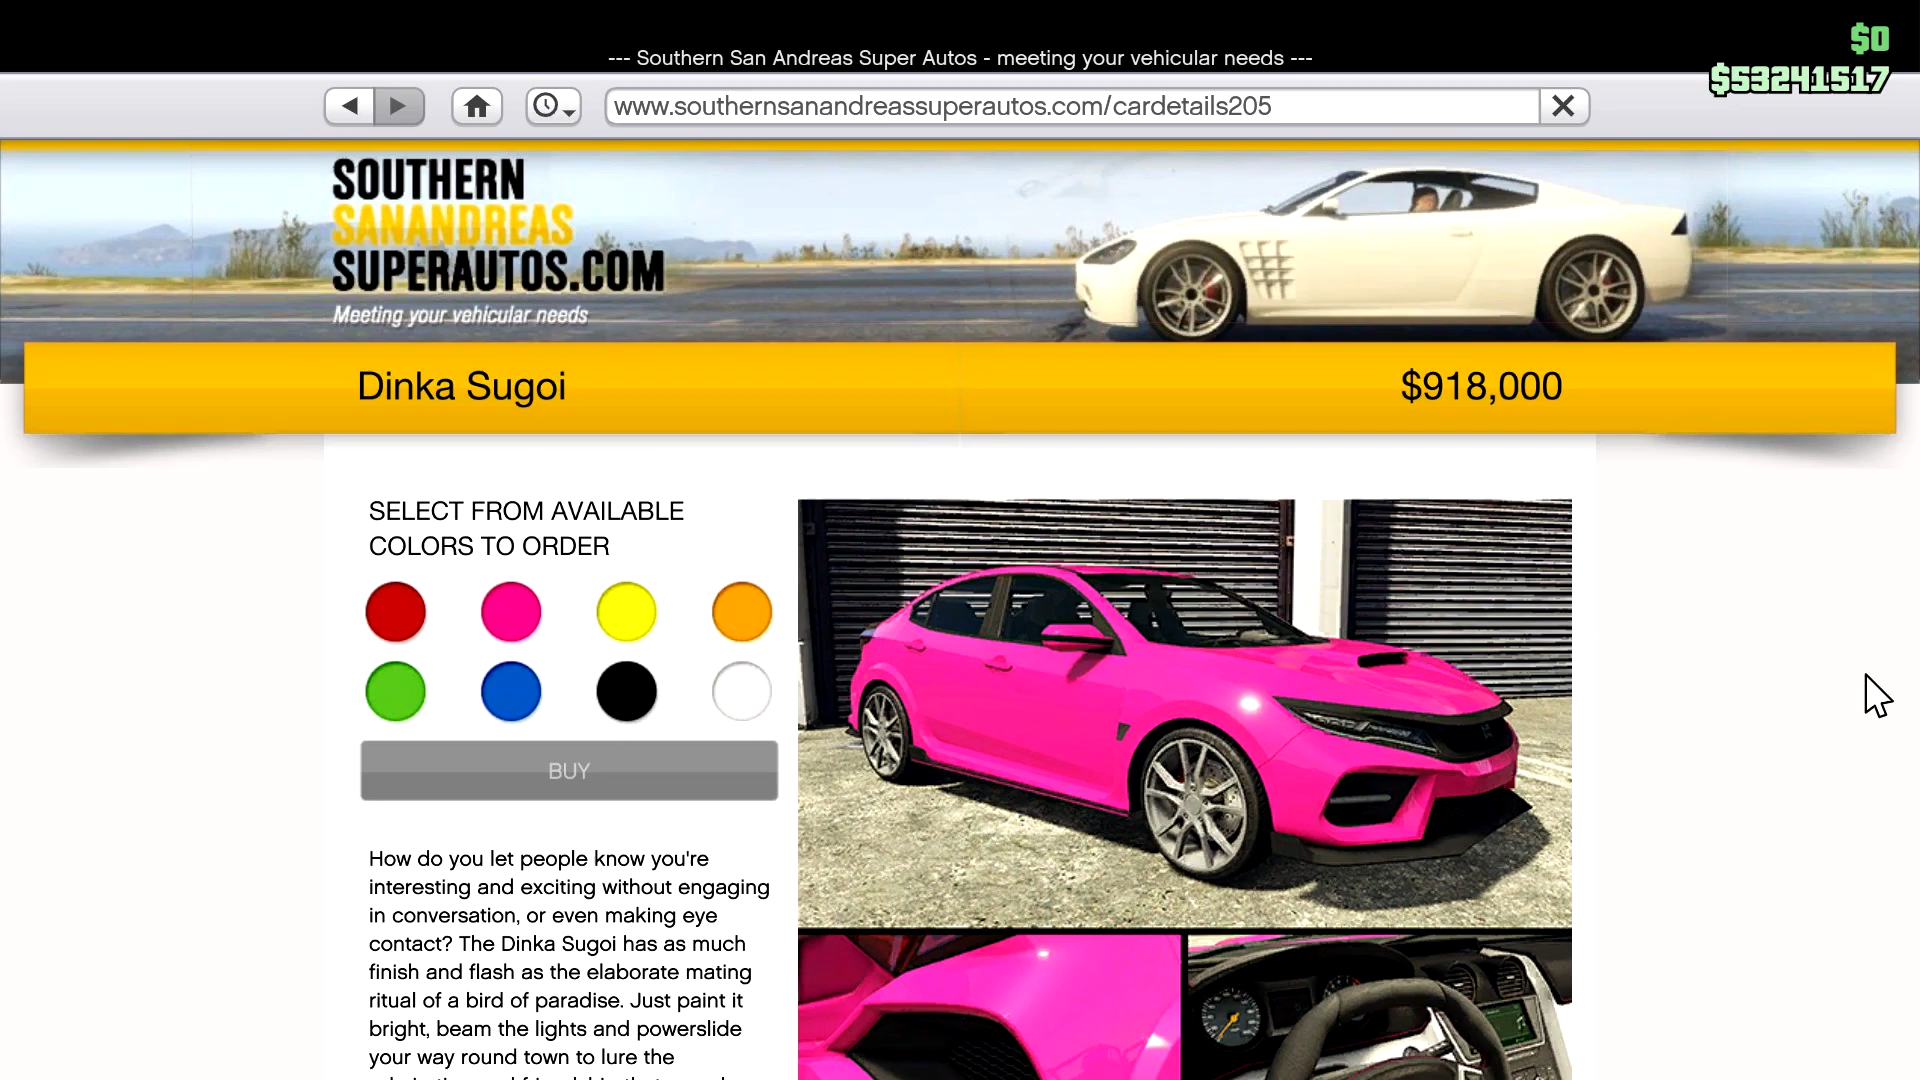 $0
--- Southern San Andreas Super Autos - meeting your vehicular needs ---
$53241517
www.southernsanandreassuperautos.com/cardetails205
SOUTHERN
SANANDREAS
SUPERAUTOS.COM
Meeting your vehicular needs
Dinka Sugoi
$918,000
SELECT FROM AVAILABLE
COLORS TO ORDER
BUY
How do you let people know you're
interesting and exciting without engaging
in conversation, or even making eye
contact? The Dinka Sugoi has as much
finish and flash as the elaborate mating
ritual of a bird of paradise. Just paint it
bright, beam the lights and powerslide
your way round town to lure the